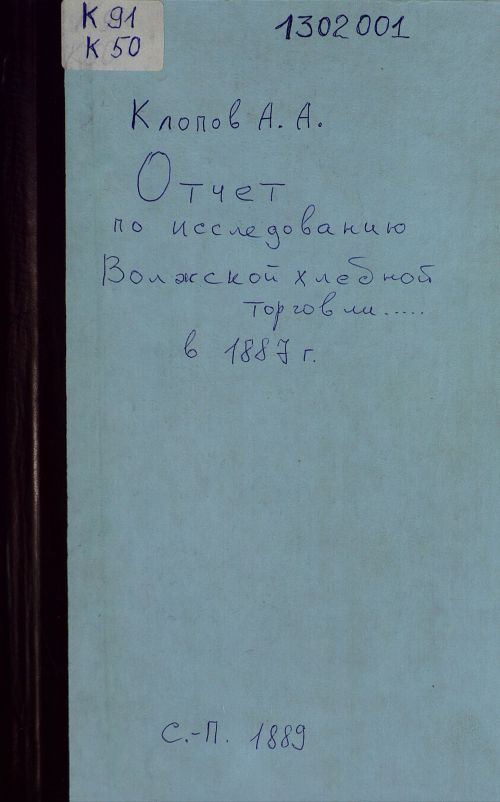 К 91
К 50
1302001
Клопов А. А.
Отчет
по исследованию
Волжской хлебной
торговли.....
в 1887 г.
С.-П. 1889